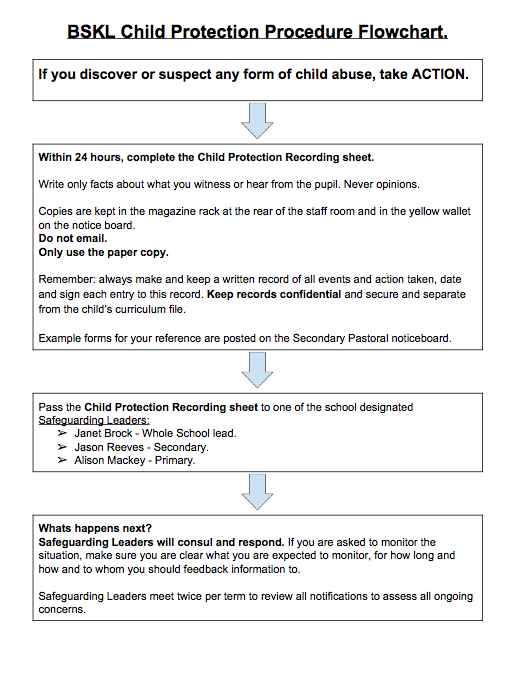 BSKL Child Protection Procedure Flowchart.
If you discover or suspect any form of child abuse, take ACTION.
Within 24 hours, complete the Child Protection Recording sheet.
Write only facts about what you witness or hear from the pupil. Never opinions.
Copies are kept in the magazine rack at the rear of the staff room and in the yellow wallet
on the notice board.
Do not email.
Only use the paper copy.
Remember: always make and keep a written record of all events and action taken, date
and sign each entry to this record. Keep records confidential and secure and separate
from the child's curriculum file.
Example forms for your reference are posted on the Secondary Pastoral noticeboard.
Pass the Child Protection Recording sheet to one of the school designated
Safeguarding Leaders:
➢ Janet Brock - Whole School lead.
➢ Jason Reeves - Secondary.
➢ Alison Mackey - Primary.
Whats happens next?
Safeguarding Leaders will consul and respond. If you are asked to monitor the
situation, make sure you are clear what you are expected to monitor, for how long and
how and to whom you should feedback information to.
Safeguarding Leaders meet twice per term to review all notifications to assess all ongoing
concerns.